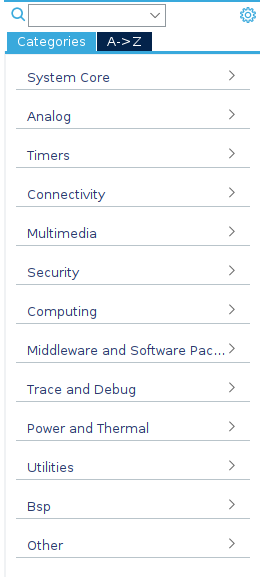 Categories A->Z
System Core
Analog
Timers
Connectivity
Multimedia
Security
Computing
Middleware and Software Pac...
Trace and Debug
Power and Thermal
Utilities
Bsp
Other